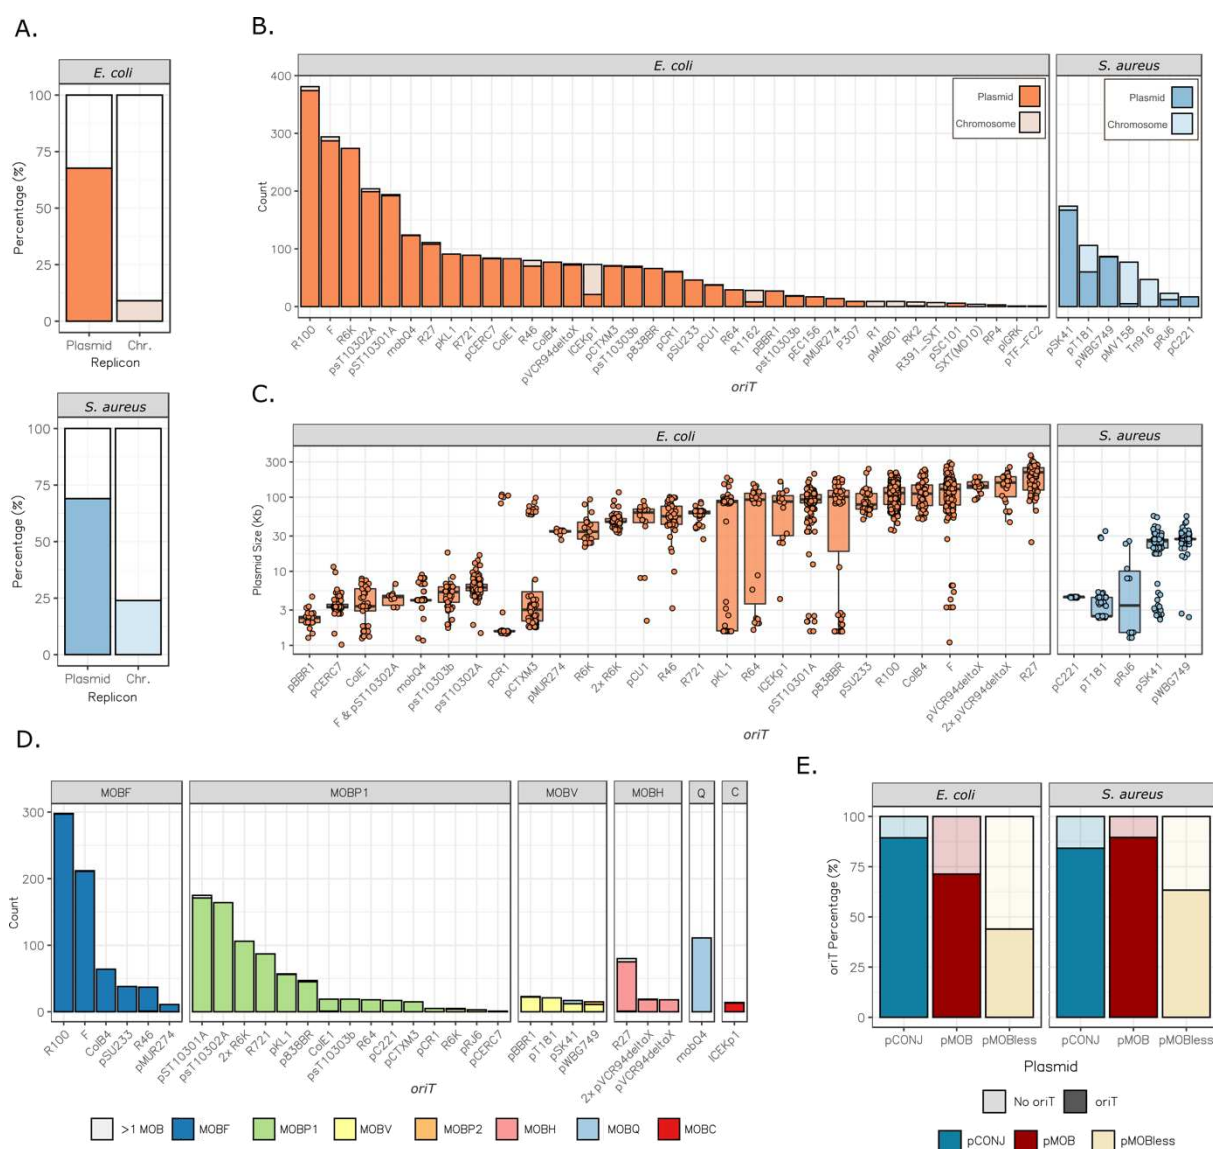 A.
E. coli
100
75
50
25
0
Percentage (%)
Plasmid Chr.
Replicon
S. aureus
100
75
50
25
0
Percentage (%)
Plasmid Chr.
Replicon
B.
E. coli
S. aureus
400
300
200
100
0
Count
Plasmid
Chromosome
Plasmid
Chromosome
R100
F
R6K
psT10302A
pST10301A
mobQ4
R27
pKL1
R721
pCERC7
ColE1
R46
ColB4
pVCR94deltaX
ICEKp1
pCTXM3
psT10303b
p838BR
pCR1
pSU233
pCU1
R64
R1162
pBBR1
pst10303b
pEC156
pMUR274
P307
R1
pMAB01
RK2
R391-SXT
pSC101
SXT(MO10)
RP4
pIGRK
pTF-FC2
pSK41
pT181
pWBG749
pMV158
Tn916
pRJ6
pC221
oriT
C.
E. coli
S. aureus
300
100
30
10
3
1
Plasmid Size (Kb)
pBBR1
pCERC7
ColE1
F & pST10302A
mobQ4
psT10303b
psT10302A
pCR1
pCTXM3
pMUR274
R6K
2x R6K
pCU1
R46
R721
pKL1
R64
ICEKp1
pST10301A
p838BR
pSU233
R100
ColB4
F
pVCR94deltaX
2x pVCR94deltaX
R27
pC221
pT181
pRJ6
pSK41
pWBG749
oriT
D.
MOBF
MOBP1
MOBV
MOBH
Q
C
300
200
100
0
Count
R100
F
ColB4
pSU233
R46
pMUR274
pST10301A
psT10302A
2x R6K
R721
pKL1
p838BR
ColE1
psT10303b
R64
pC221
pCTXM3
pCR1
R6K
pRJ6
pCERC7
pBBR1
pT181
pSK41
pWBG749
R27
2x pVCR94deltaX
pVCR94deltaX
mobQ4
ICEKp1
oriT
>1 MOB
MOBF
MOBP1
MOBV
MOBP2
MOBH
MOBQ
MOBC
E.
E. coli
S. aureus
100
75
50
25
0
oriT Percentage (%)
pCONJ pMOB pMOBless
pCONJ pMOB pMOBless
Plasmid
No oriT
oriT
pCONJ
pMOB
pMOBless